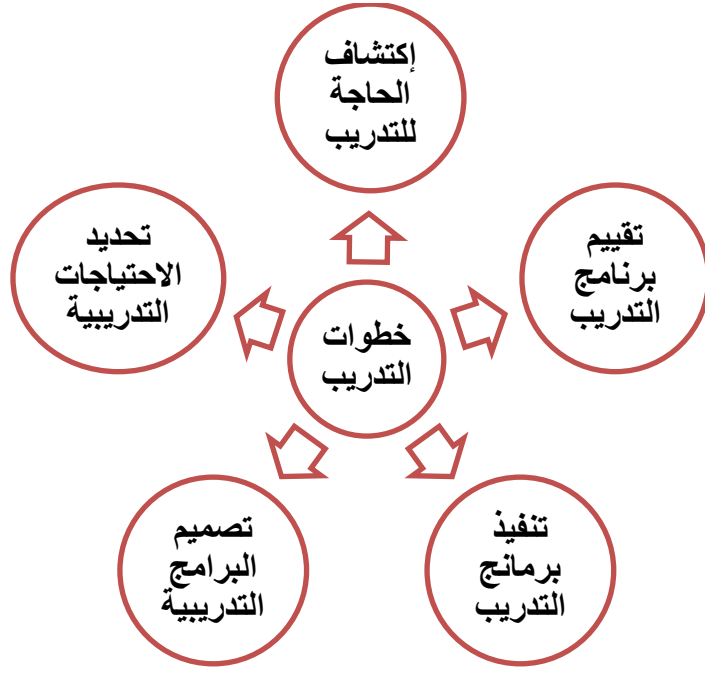 إكتشاف
الحاجة
للتدريب
تحديد
الاحتياجات
التدريبية
تصميم
البرامج
التدريبية
تنفيذ
برمانج
التدريب
تقييم
برنامج
التدريب
خطوات
التدريب